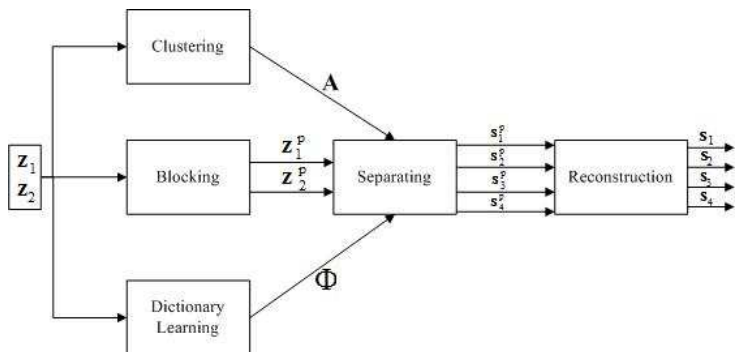 Clustering
A
z₁
z₂
Blocking
z₁ᵖ
z₂ᵖ
Separating
s₁ᵖ
s₂ᵖ
s₃ᵖ
s₄ᵖ
Reconstruction
s₁
s₂
s₃
s₄
Φ
Dictionary
Learning